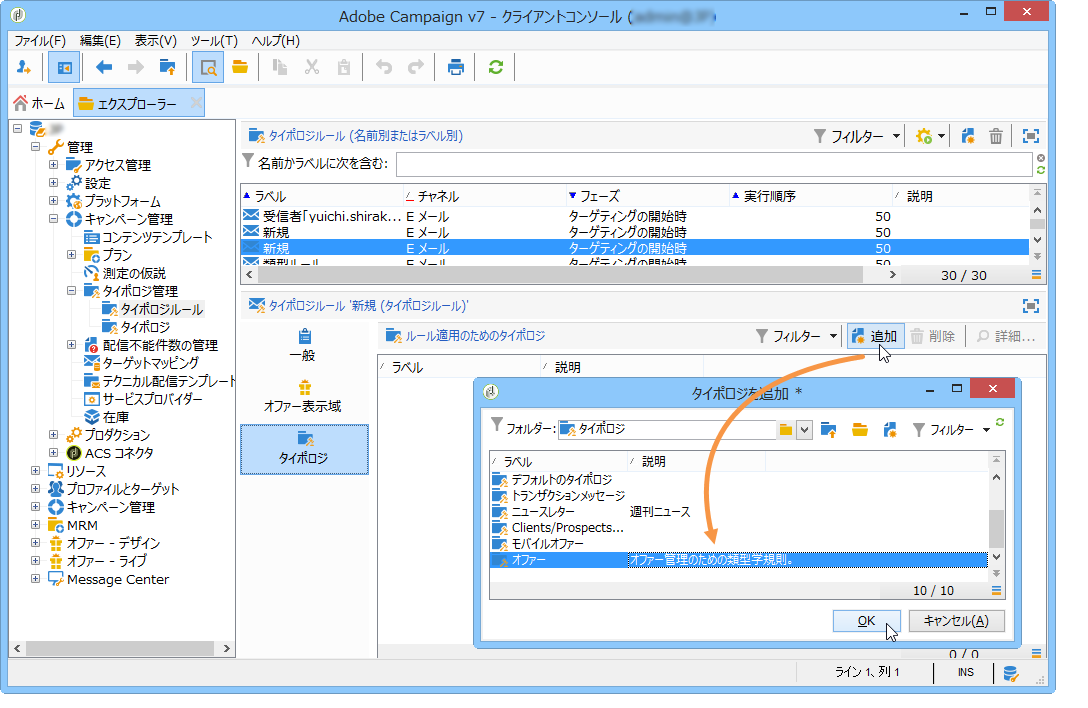 Adobe Campaign v7 - クライアントコンソール (
ファイル(F) 編集(E) 表示(V) ツール(T) ヘルプ(H)
ホーム エクスプローラー
管理
アクセス管理
設定
プラットフォーム
キャンペーン管理
コンテンツテンプレート
プラン
測定の仮説
タイポロジ管理
タイポロジルール
タイポロジ
配信不能件数の管理
ターゲットマッピング
テクニカル配信テンプレート
サービスプロバイダー
在庫
プロダクション
ACS コネクタ
リソース
プロファイルとターゲット
キャンペーン管理
MRM
オファー - デザイン
オファー - ライブ
Message Center
タイポロジルール (名前別またはラベル別) フィルター
名前かラベルに次を含む:
ラベル チャネル フェーズ 実行順序 説明
受信者「yuichi.shirak... E メール ターゲティングの開始時 50
新規 E メール ターゲティングの開始時 50
新規 E メール ターゲティングの開始時 50
類型ルール E メール ターゲティングの開始時 50
30 / 30
タイポロジルール '新規 (タイポロジルール)'
一般
オファー表示域
タイポロジ
ルール適用のためのタイポロジ フィルター 追加 削除 詳細...
ラベル 説明
タイポロジを追加 *
フォルダー: タイポロジ フィルター
ラベル 説明
デフォルトのタイポロジ
トランザクションメッセージ
ニュースレター 週刊ニュース
Clients/Prospects...
モバイルオファー
オファー オファー管理のための類型学規則。
10 / 10
OK キャンセル(A)
0 / 0
ライン 1、列 1 INS